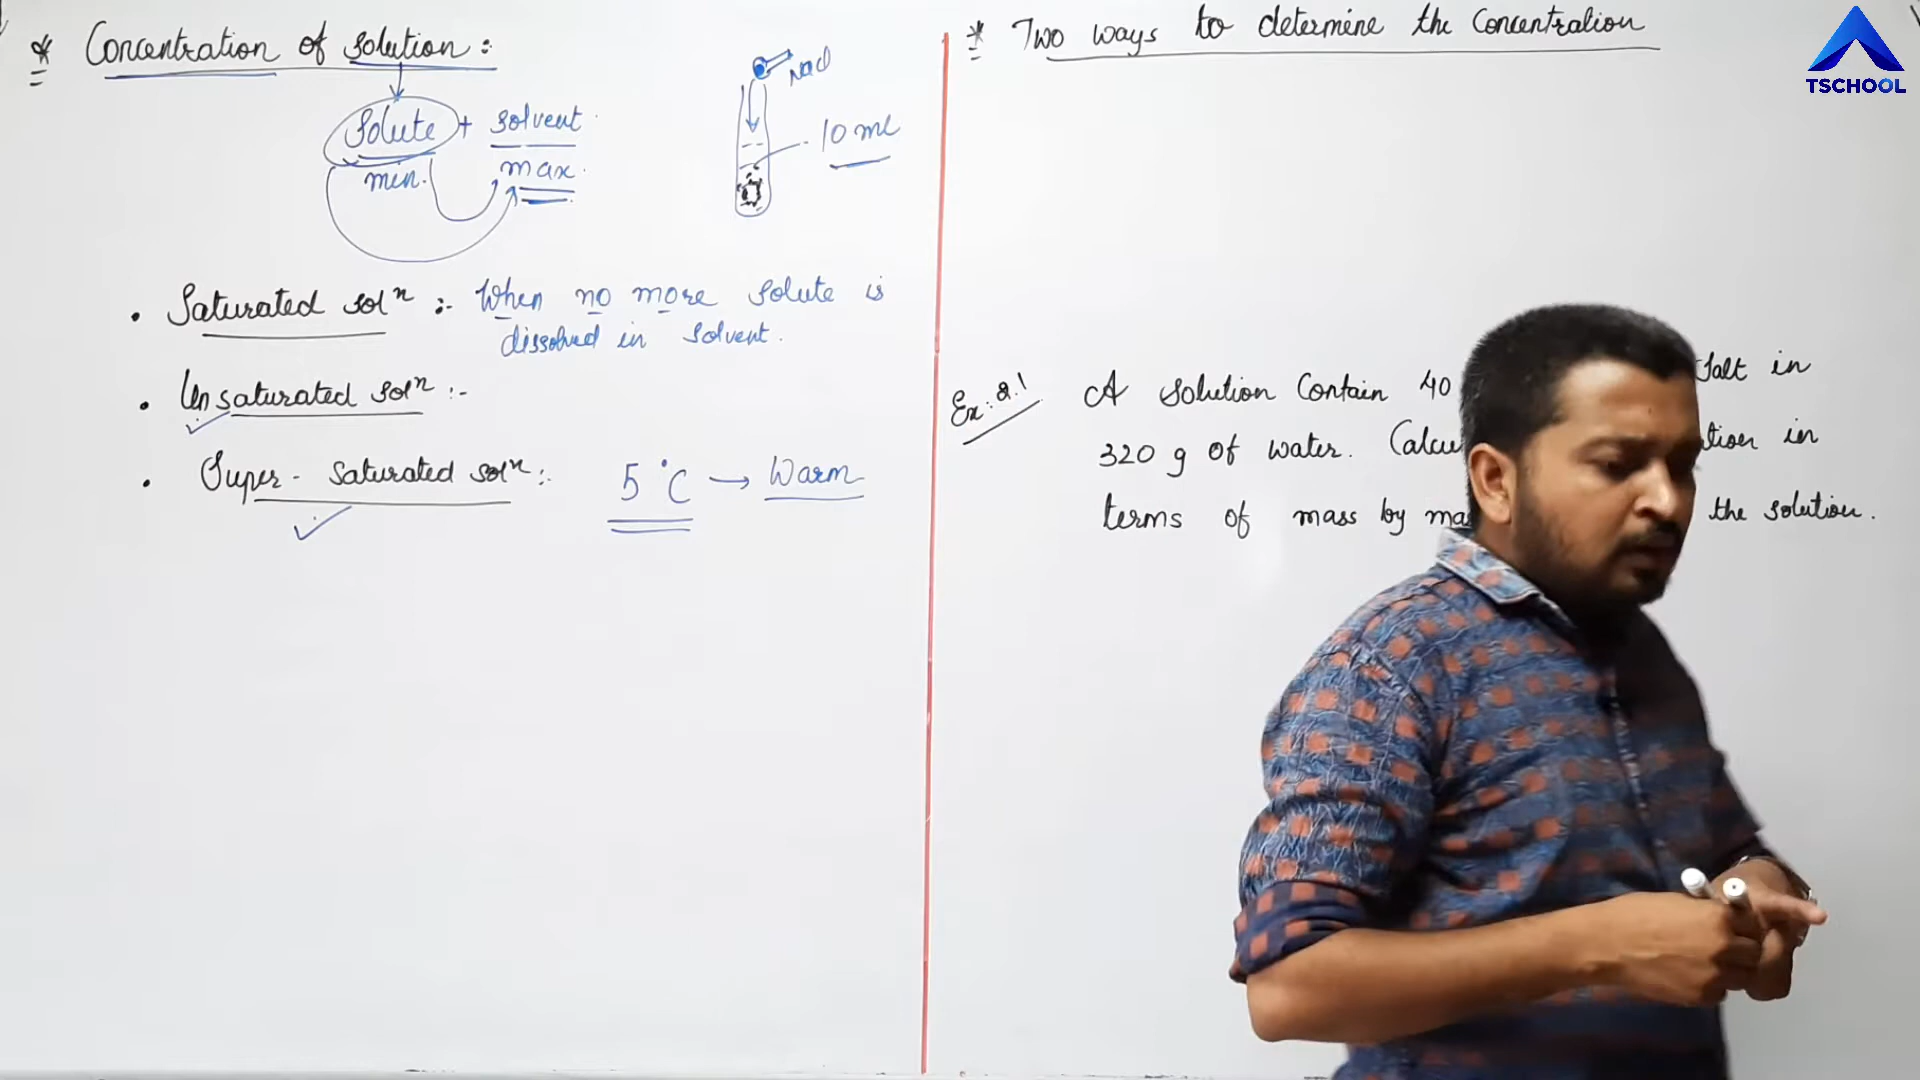 * Concentration of solution :-
Solute + solvent
min. max.
NaCl
10 ml
• Saturated solⁿ :- When no more solute is
dissolved in solvent.
• Unsaturated solⁿ :-
• Super - saturated solⁿ :- 5 °C → Warm
* Two ways to determine the Concentration
TSCHOOL
Ex: 2.1 A solution Contain 40 Salt in
320 g of water. Calcu tion in
terms of mass by mas the solution.